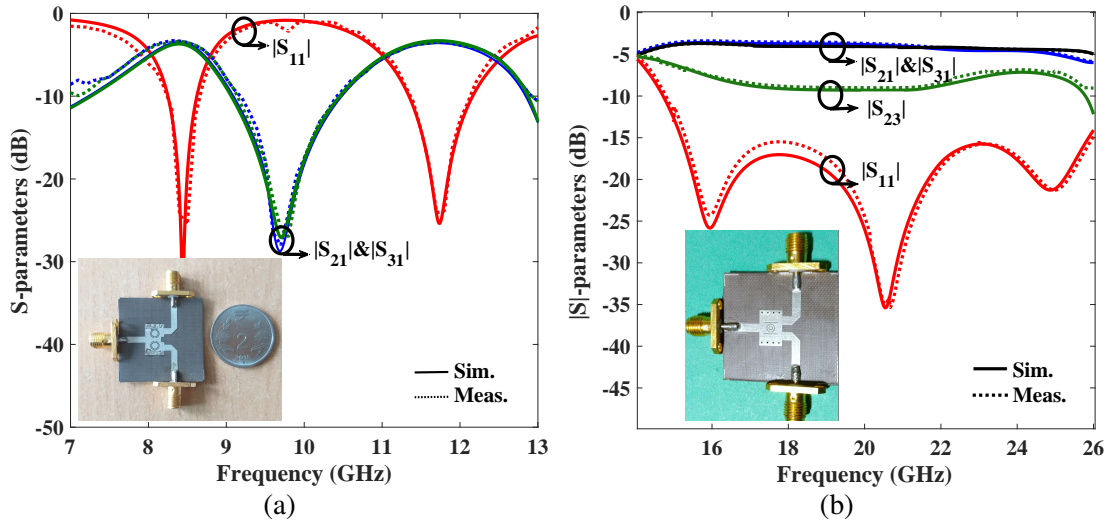 S-parameters (dB)
0
-10
-20
-30
-40
-50
|S11|
|S21|&|S31|
2
Sim.
Meas.
7
8
9
10
11
12
13
Frequency (GHz)
(a)
|S|-parameters (dB)
0
-5
-10
-15
-20
-25
-30
-35
-40
-45
|S21|&|S31|
|S23|
|S11|
Sim.
Meas.
16
18
20
22
24
26
Frequency (GHz)
(b)